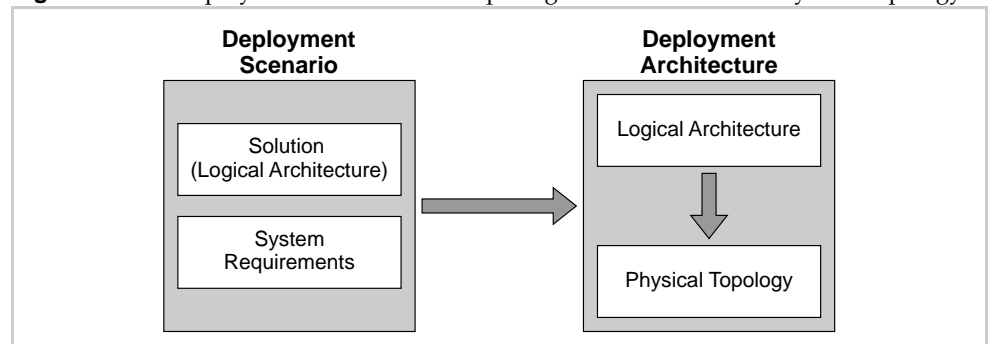 Deployment
Scenario
Solution
(Logical Architecture)
System
Requirements
Deployment
Architecture
Logical Architecture
Physical Topology